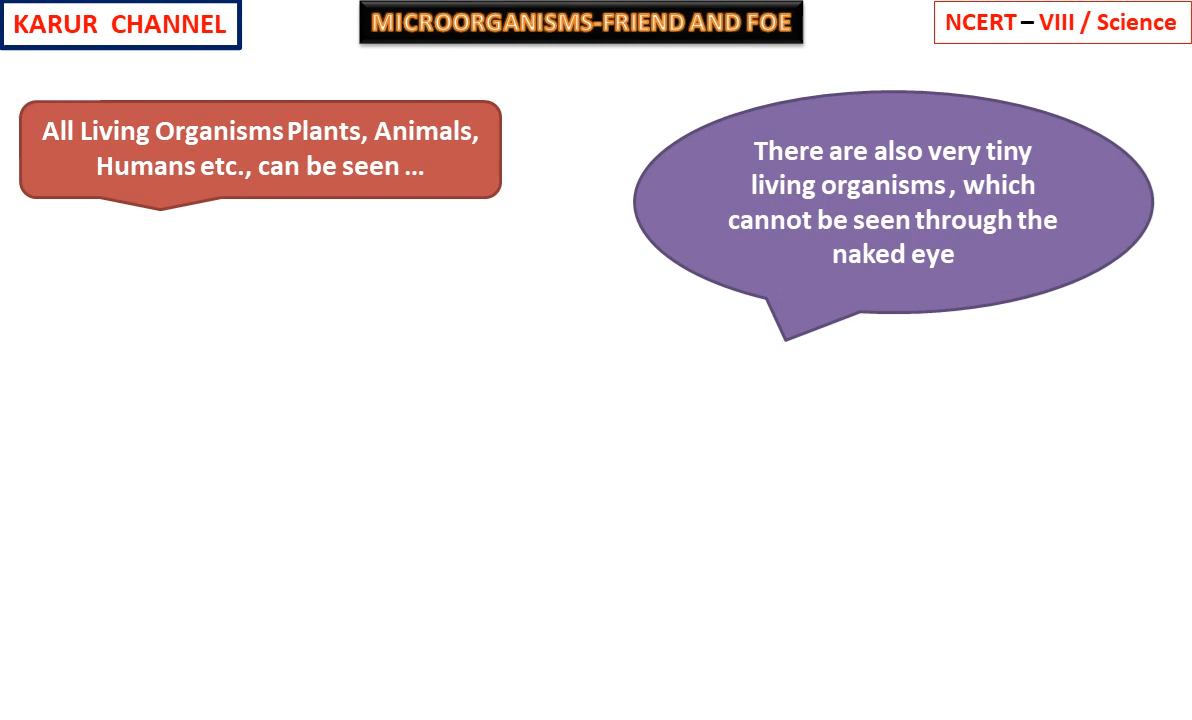 KARUR CHANNEL
MICROORGANISMS-FRIEND AND FOE
NCERT – VIII / Science
All Living Organisms Plants, Animals,
Humans etc., can be seen ...
There are also very tiny
living organisms , which
cannot be seen through the
naked eye